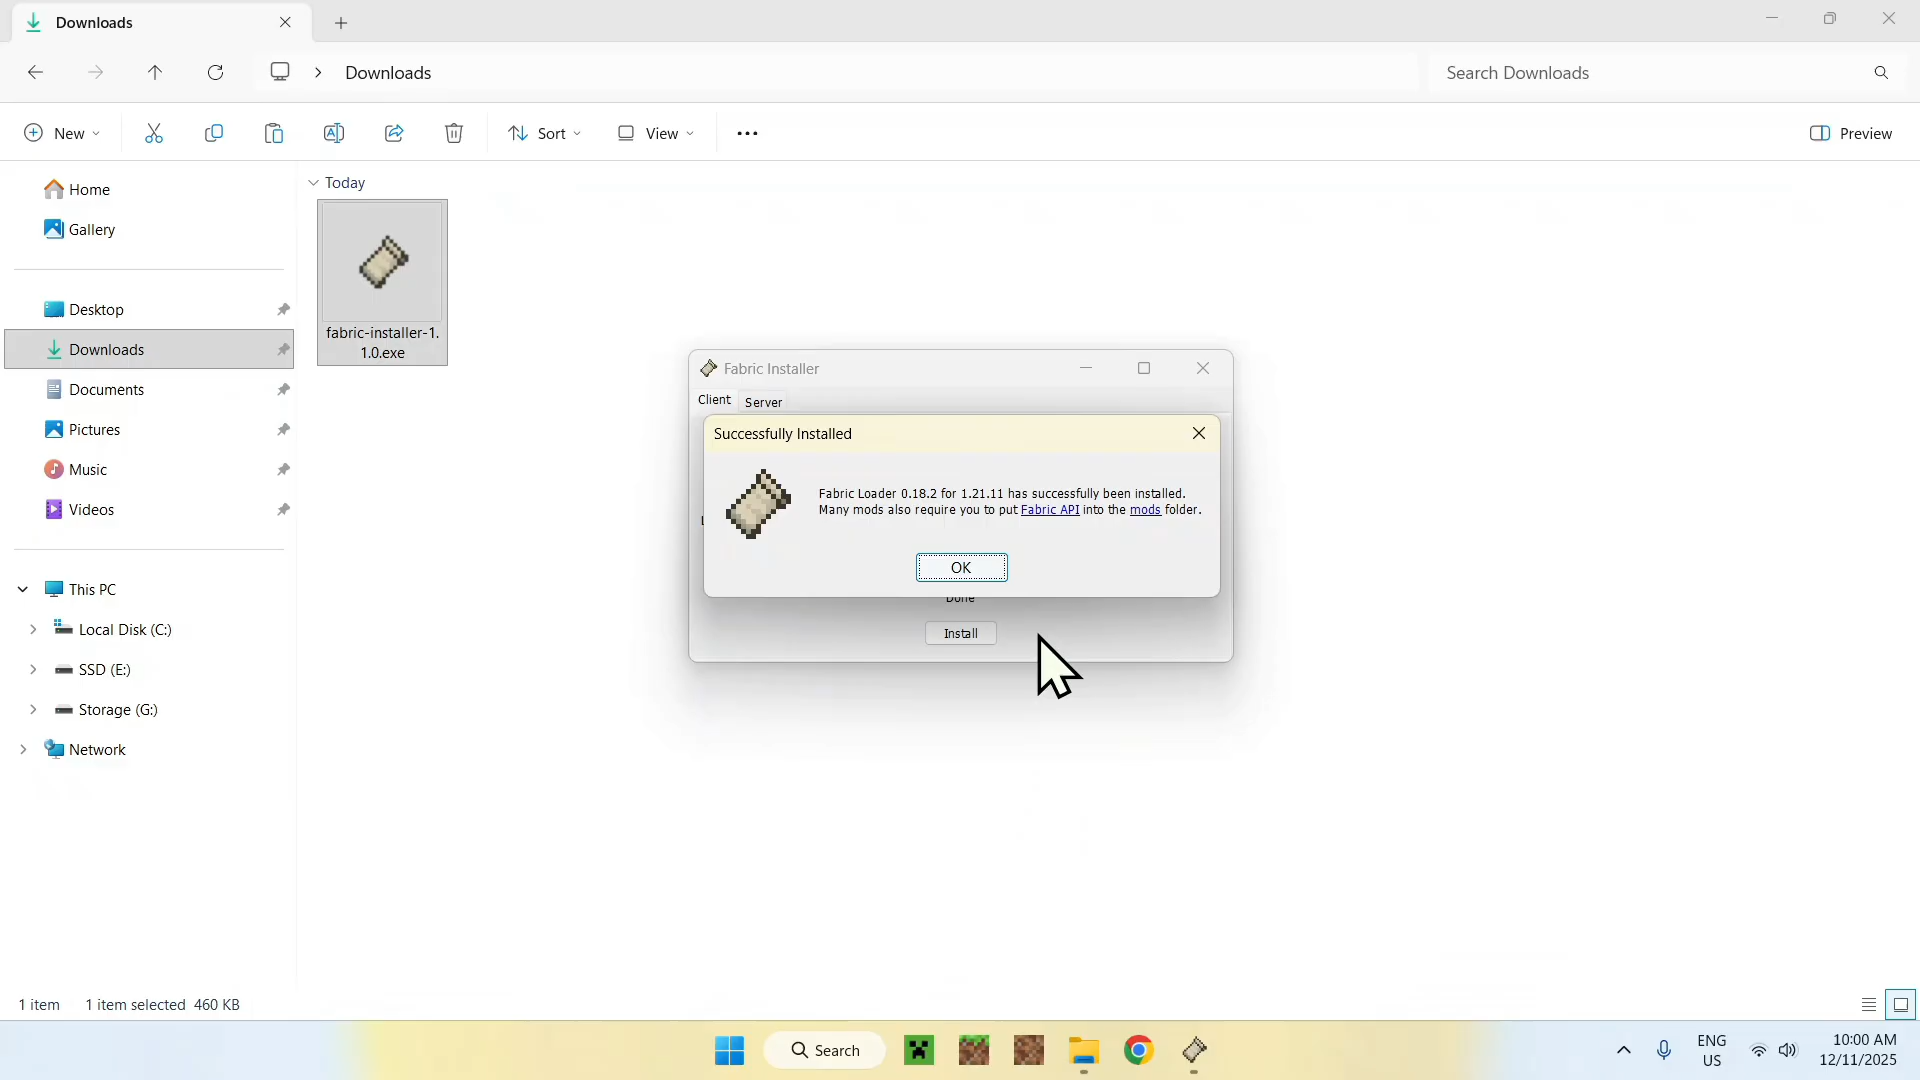 Downloads
Downloads
Search Downloads
New
Sort
View
Preview
Home
Gallery
Desktop
Downloads
Documents
Pictures
Music
Videos
This PC
Local Disk (C:)
SSD (E:)
Storage (G:)
Network
Today
fabric-installer-1.
1.0.exe
Fabric Installer
Client
Server
Successfully Installed
Fabric Loader 0.18.2 for 1.21.11 has successfully been installed.
Many mods also require you to put Fabric API into the mods folder.
OK
Done
Install
1 item
1 item selected 460 KB
Search
ENG
US
10:00 AM
12/11/2025